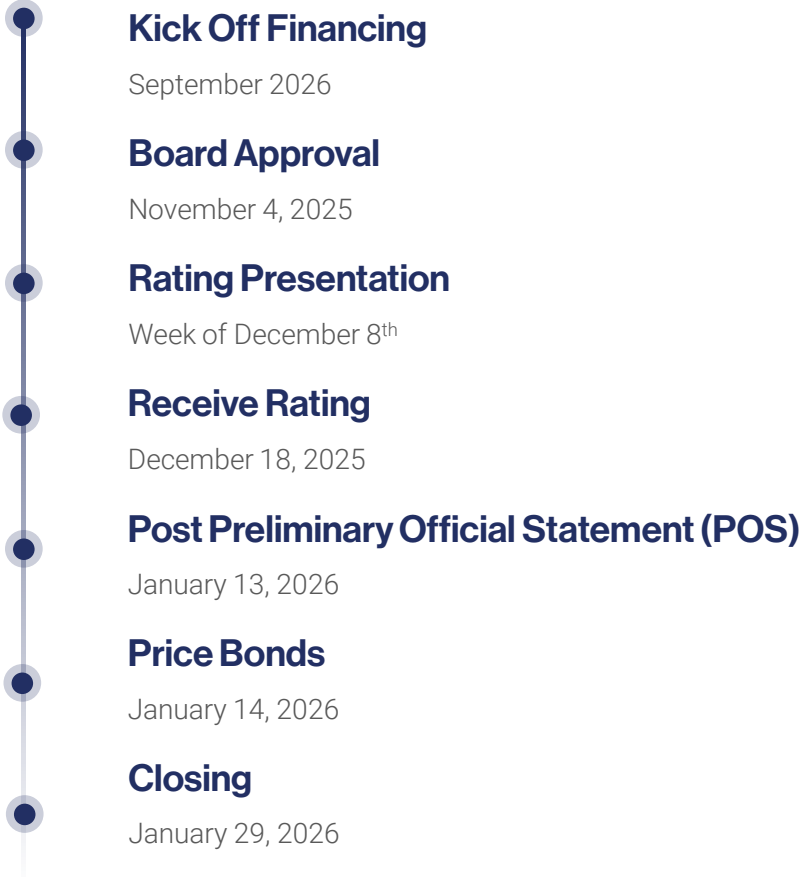 Kick Off Financing
September 2026
Board Approval
November 4, 2025
Rating Presentation
Week of December 8th
Receive Rating
December 18, 2025
Post Preliminary Official Statement (POS)
January 13, 2026
Price Bonds
January 14, 2026
Closing
January 29, 2026